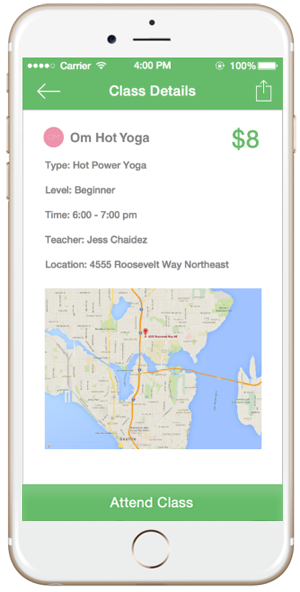 Carrier 4:00 PM 100%
Class Details
Om Hot Yoga $8
Type: Hot Power Yoga
Level: Beginner
Time: 6:00 - 7:00 pm
Teacher: Jess Chaidez
Location: 4555 Roosevelt Way Northeast
Seattle
Attend Class